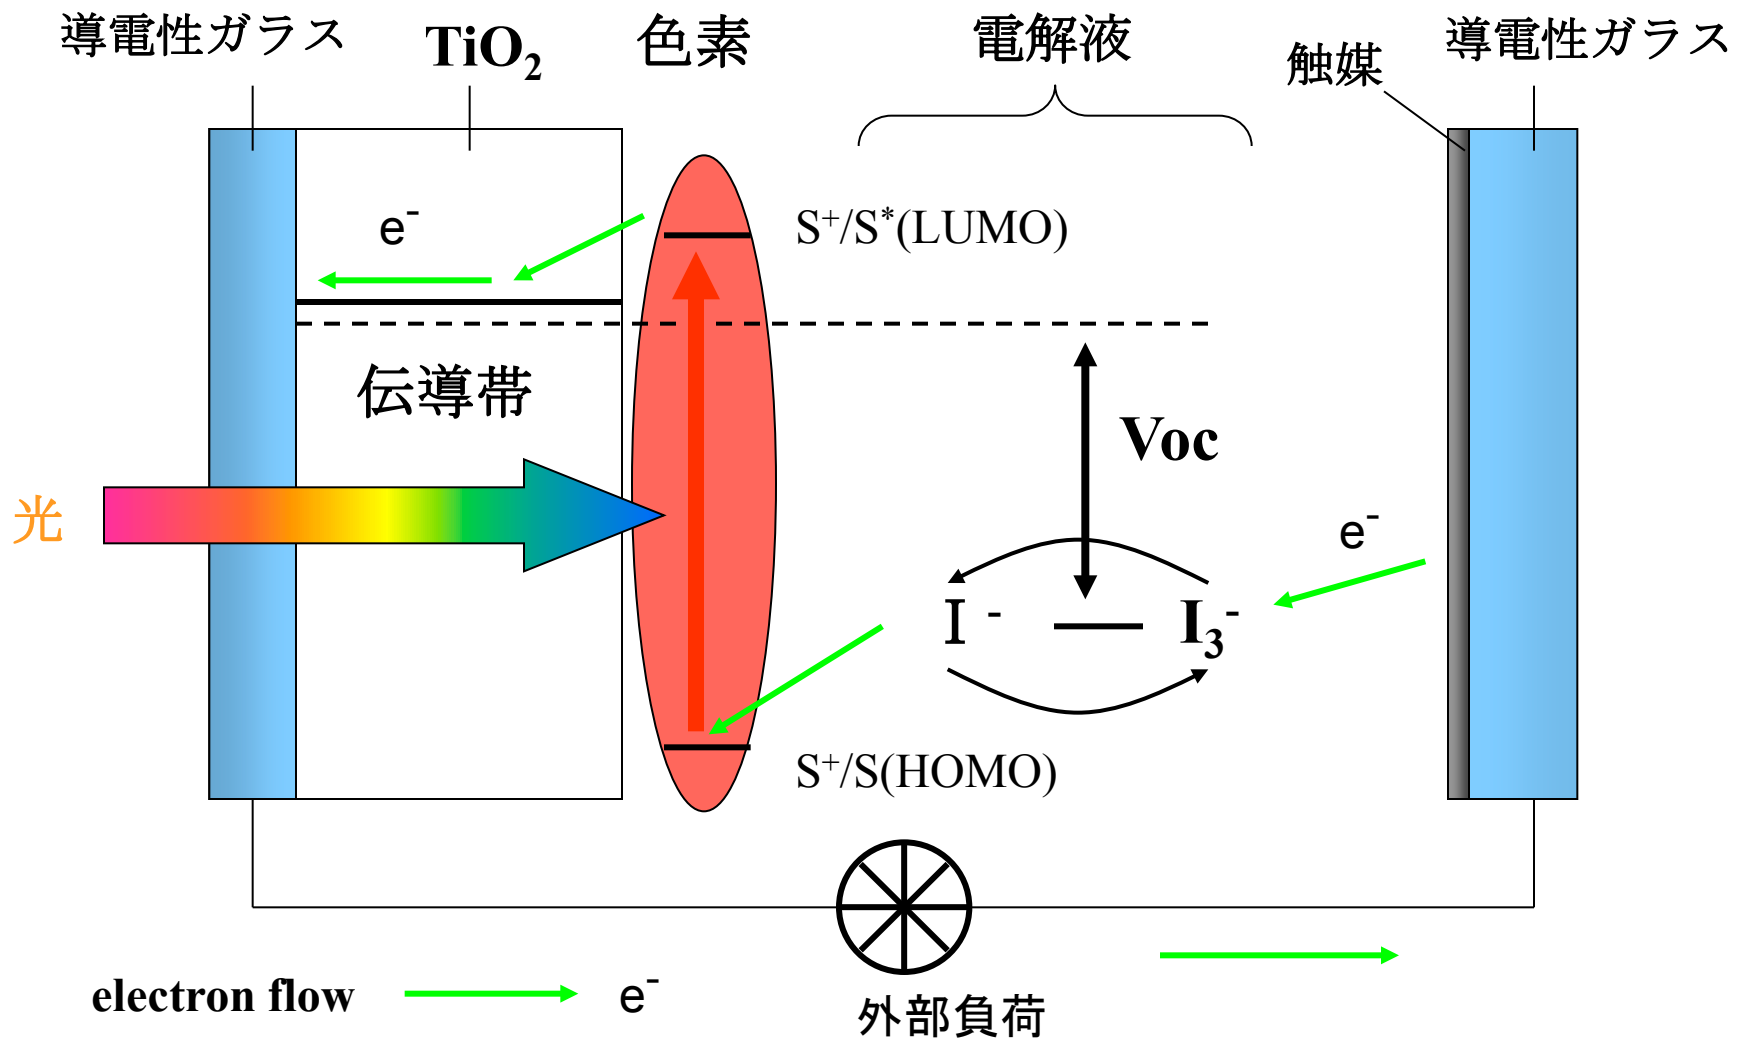 導電性ガラス
TiO₂
色素
電解液
触媒
導電性ガラス
e⁻
S⁺/S*(LUMO)
伝導帯
Voc
光
e⁻
I⁻
I₃⁻
S⁺/S(HOMO)
electron flow
e⁻
外部負荷